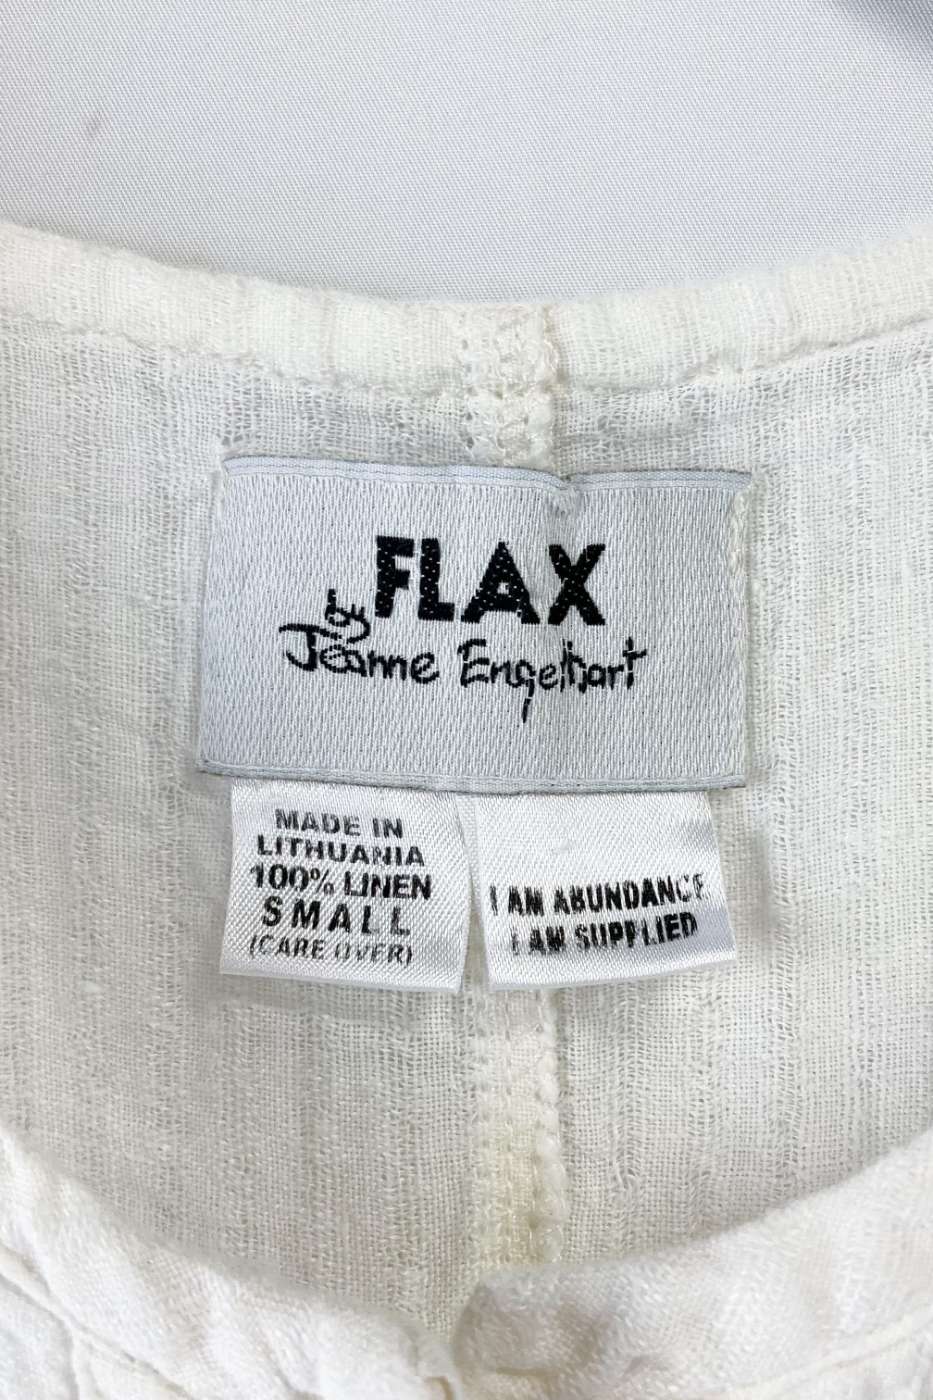 FLAX
by
Jeanne Engelhart
MADE IN
LITHUANIA
100% LINEN
SMALL
(CARE OVER)
I AM ABUNDANCE
I AM SUPPLIED